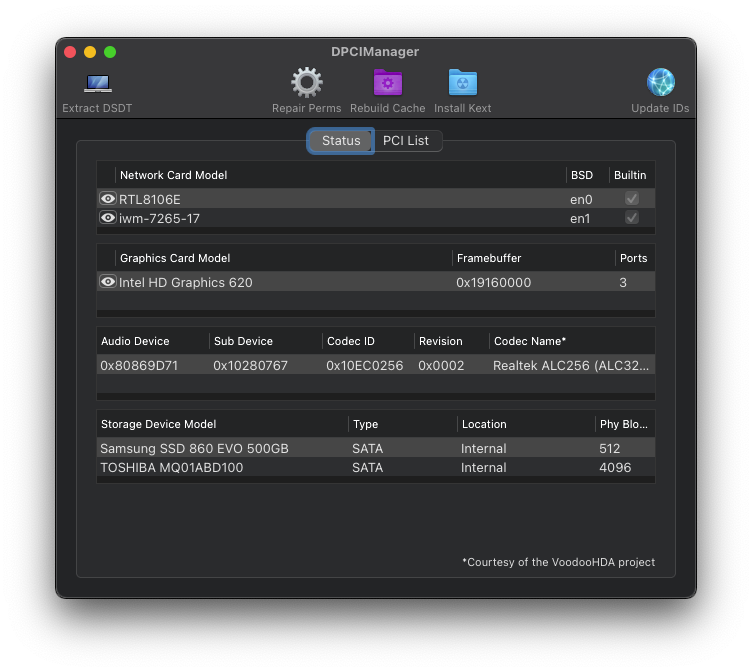 DPCIManager
Extract DSDT Repair Perms Rebuild Cache Install Kext Update IDs
Status PCI List
Network Card Model BSD Builtin
RTL8106E en0
iwm-7265-17 en1
Graphics Card Model Framebuffer Ports
Intel HD Graphics 620 0x19160000 3
Audio Device Sub Device Codec ID Revision Codec Name*
0x80869D71 0x10280767 0x10EC0256 0x0002 Realtek ALC256 (ALC32...
Storage Device Model Type Location Phy Blo...
Samsung SSD 860 EVO 500GB SATA Internal 512
TOSHIBA MQ01ABD100 SATA Internal 4096
*Courtesy of the VoodooHDA project